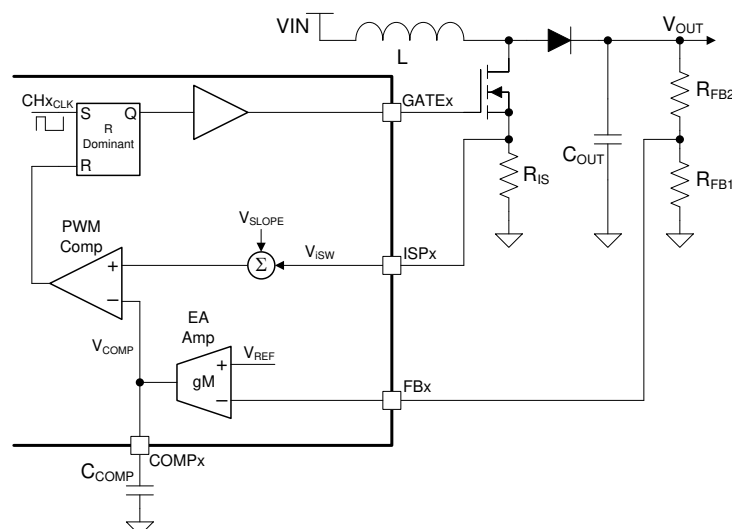 VIN
L
VOUT
CHxCLK
S
Q
R
Dominant
R
GATEx
RFB2
COUT
RIS
RFB1
PWM
Comp
VSLOPE
+
Σ
ViSW
ISPx
−
VCOMP
EA
Amp
+
VREF
gM
−
FBx
COMPx
CCOMP